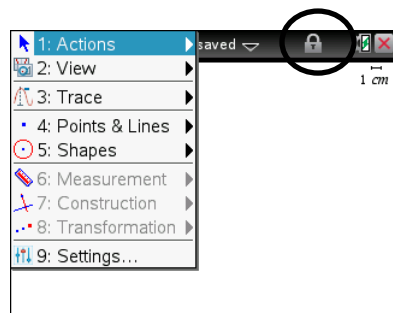 1: Actions
saved
2: View
1 cm
3: Trace
4: Points & Lines
5: Shapes
6: Measurement
7: Construction
8: Transformation
9: Settings...